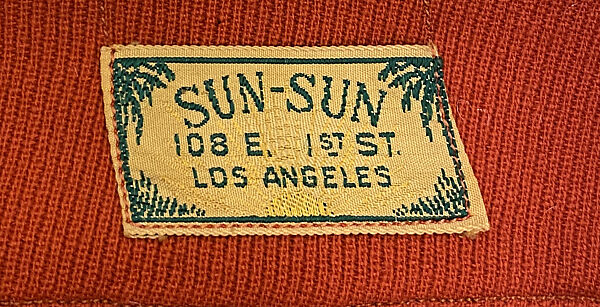 SUN-SUN
108 E. 1ST ST.
LOS ANGELES